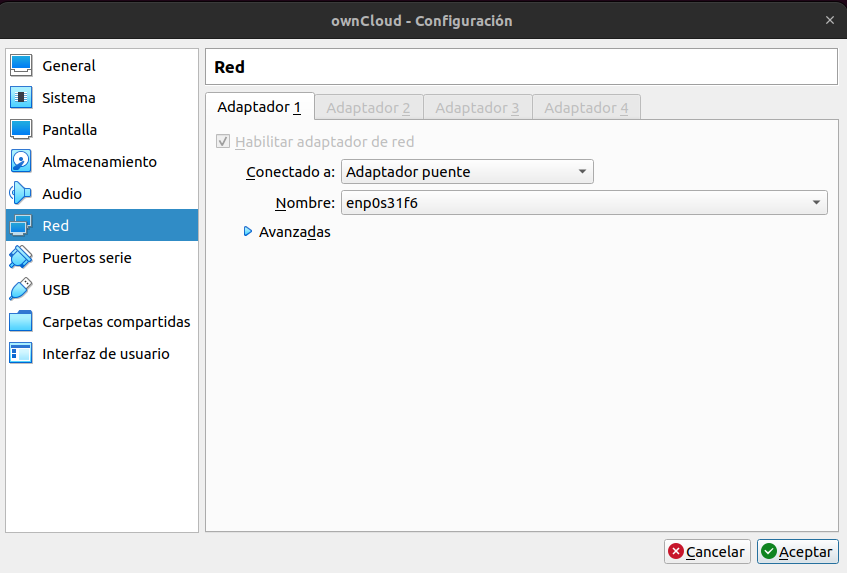 ownCloud - Configuración
General
Sistema
Pantalla
Almacenamiento
Audio
Red
Puertos serie
USB
Carpetas compartidas
Interfaz de usuario
Red
Adaptador 1 Adaptador 2 Adaptador 3 Adaptador 4
Habilitar adaptador de red
Conectado a: Adaptador puente
Nombre: enp0s31f6
Avanzadas
Cancelar Aceptar